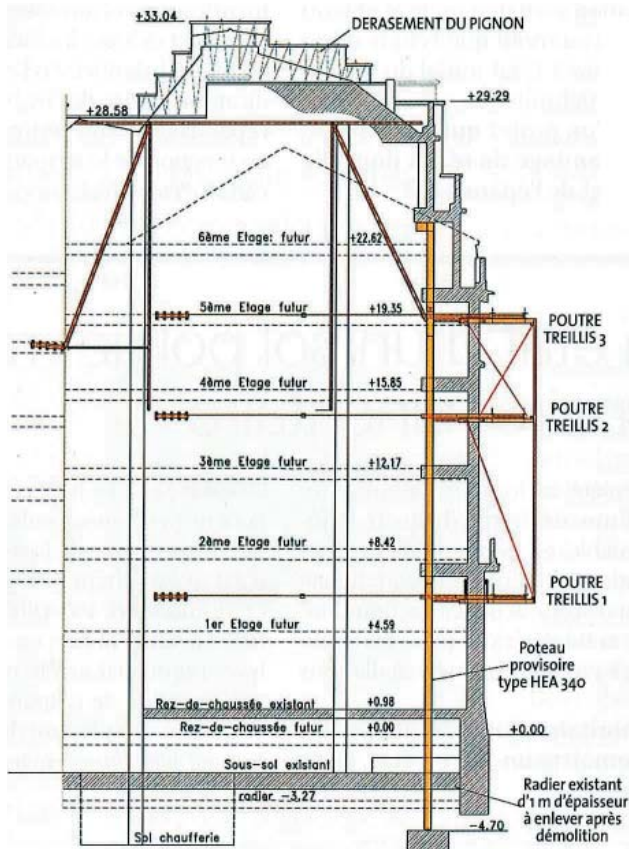 +33.04
DERASEMENT DU PIGNON
+28.58
+29.29
6ème Etage: futur +22,62
5ème Etage futur +19.35
POUTRE
TREILLIS 3
4ème Etage futur +15.85
POUTRE
TREILLIS 2
3ème Etage futur +12,17
2ème Etage futur +8.42
POUTRE
TREILLIS 1
1er Etage futur +4.59
Poteau
provisoire
type HEA 340
Rez-de-chaussée existant +0.98
Rez-de-chaussée futur +0.00
+0.00
Sous-sol existant
radier -3,27
Radier existant
d'1 m d'épaisseur
à enlever après
démolition
-4.70
Sol chaufferie